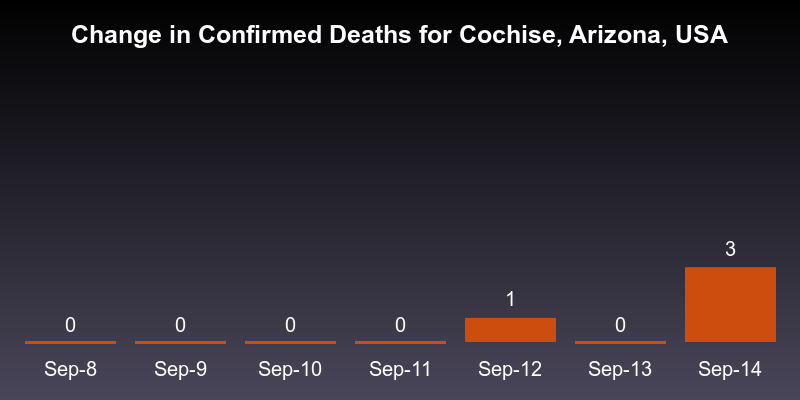 Change in Confirmed Deaths for Cochise, Arizona, USA
3
1
0 0 0 0 0
Sep-8 Sep-9 Sep-10 Sep-11 Sep-12 Sep-13 Sep-14